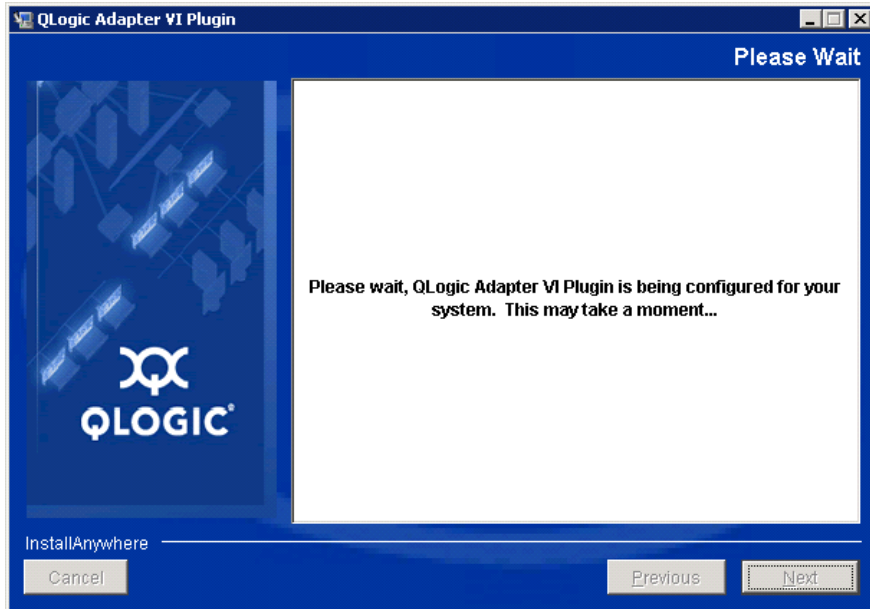 QLogic Adapter VI Plugin
Please Wait
Please wait, QLogic Adapter VI Plugin is being configured for your
system. This may take a moment...
QLOGIC®
InstallAnywhere
Cancel
Previous
Next